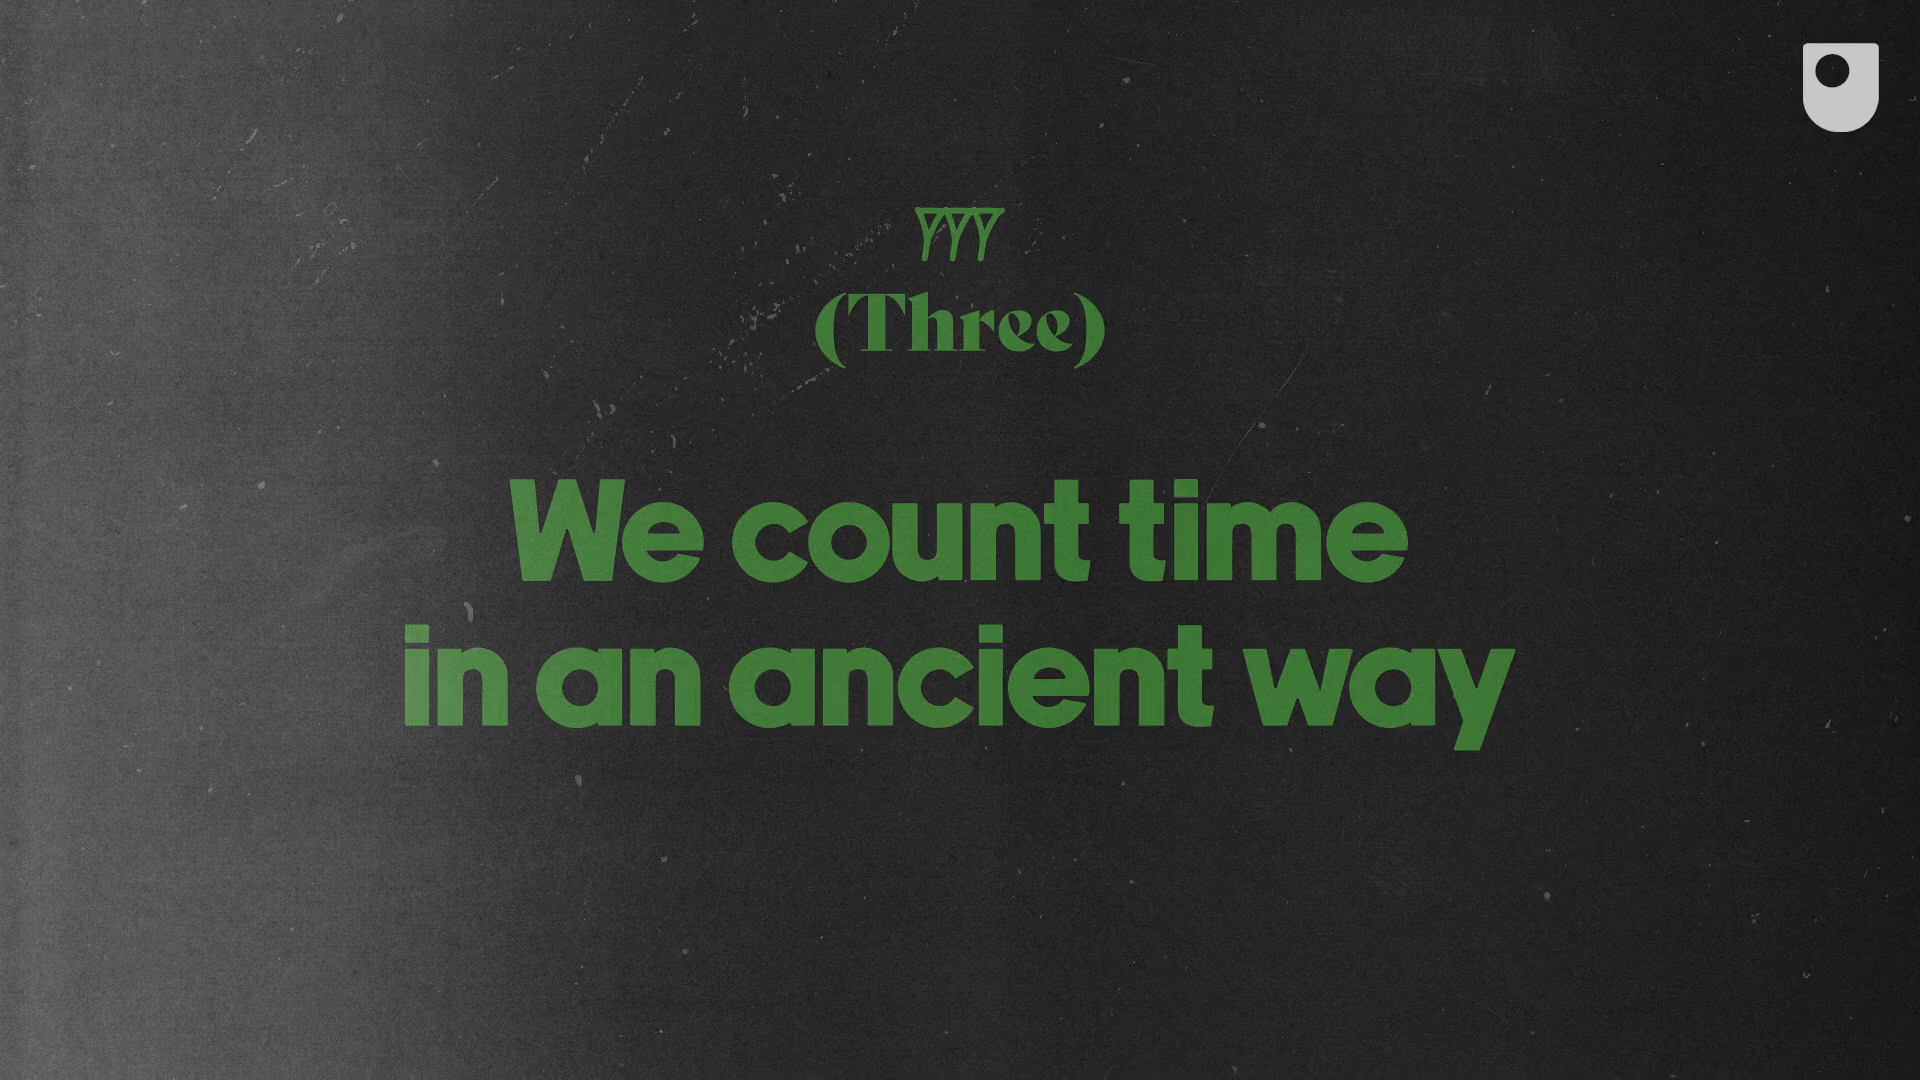 𒐈
(Three)
We count time
in an ancient way